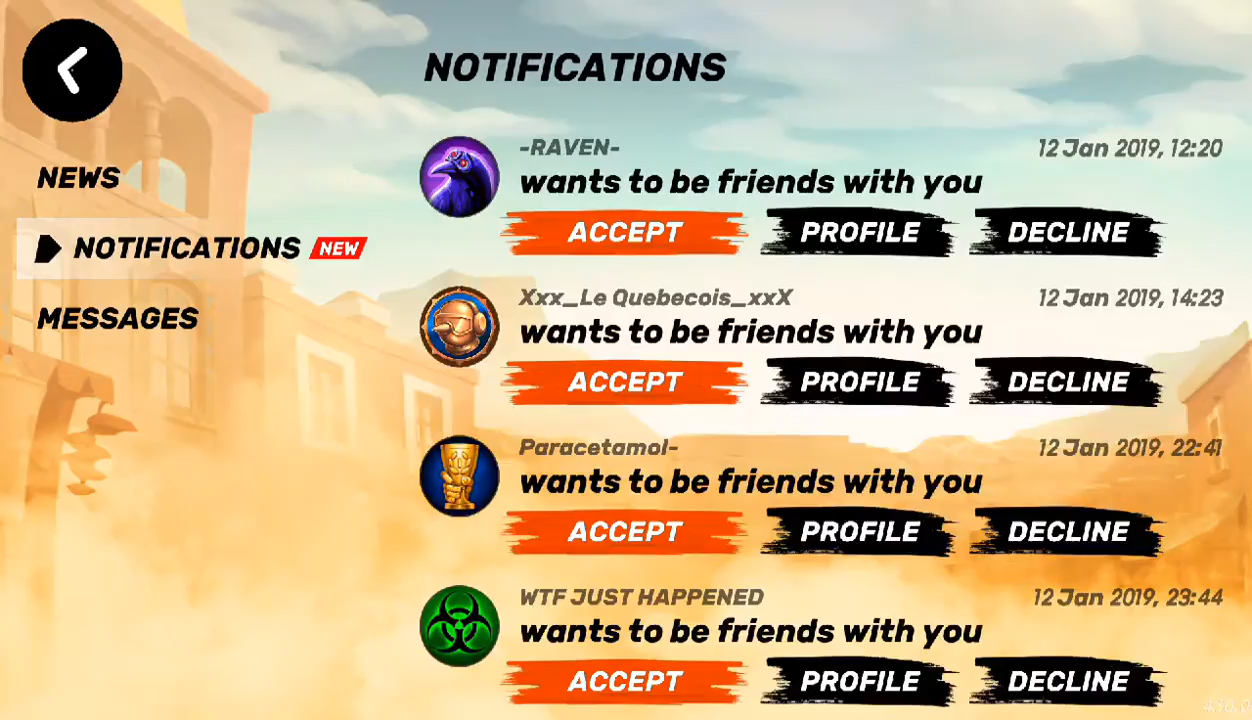 NOTIFICATIONS
NEWS
NOTIFICATIONS NEW
MESSAGES
-RAVEN- 12 Jan 2019, 12:20
wants to be friends with you
ACCEPT PROFILE DECLINE
Xxx_Le Quebecois_xxX 12 Jan 2019, 14:23
wants to be friends with you
ACCEPT PROFILE DECLINE
Paracetamol- 12 Jan 2019, 22:41
wants to be friends with you
ACCEPT PROFILE DECLINE
WTF JUST HAPPENED 12 Jan 2019, 23:44
wants to be friends with you
ACCEPT PROFILE DECLINE